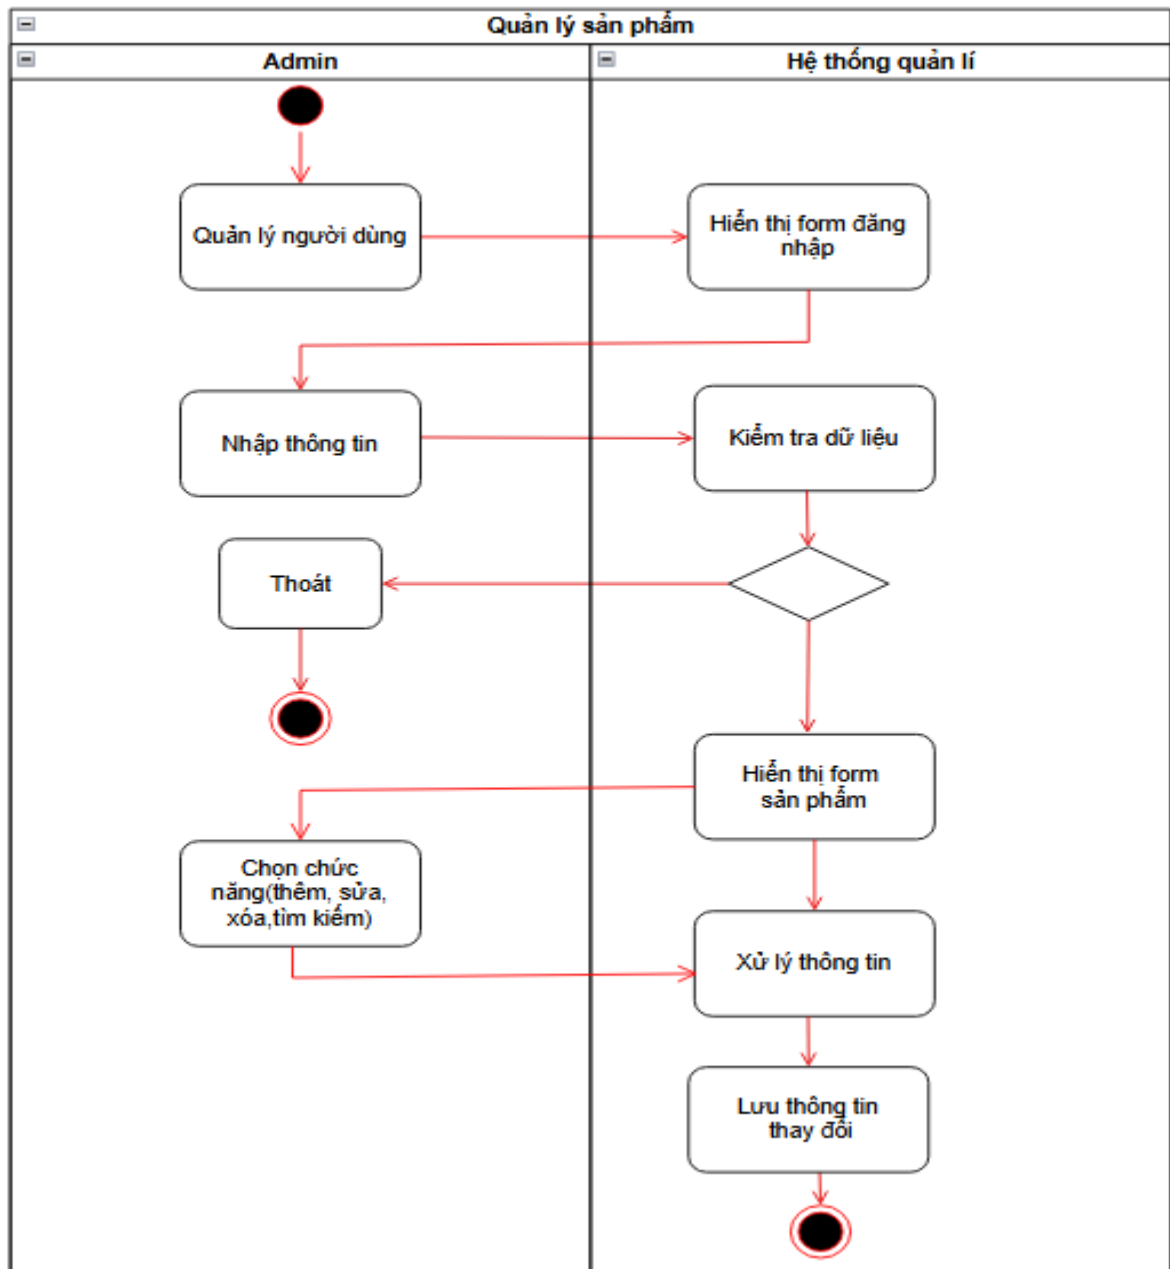 Quản lý sản phẩm
Admin
Hệ thống quản lí
Quản lý người dùng
Hiển thị form đăng
nhập
Nhập thông tin
Kiểm tra dữ liệu
Thoát
Hiển thị form
sản phẩm
Chọn chức
năng(thêm, sửa,
xóa,tìm kiếm)
Xử lý thông tin
Lưu thông tin
thay đổi